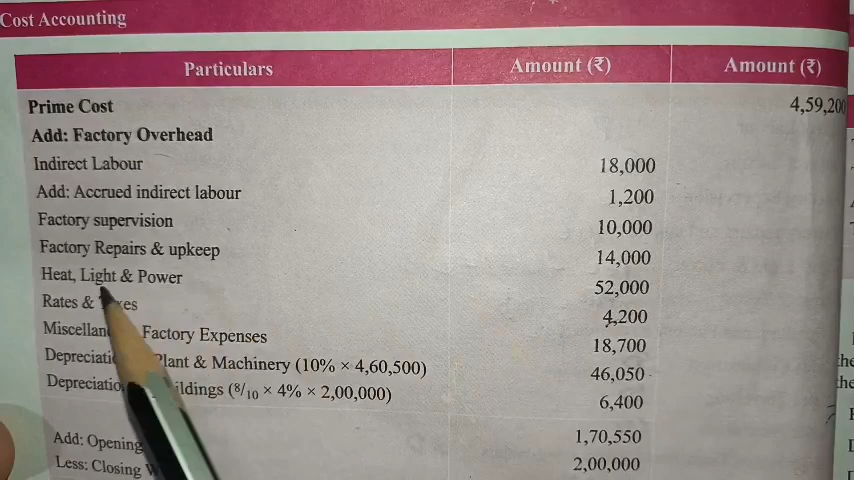 Cost Accounting
Particulars Amount (₹) Amount (₹)
Prime Cost 4,59,200
Add: Factory Overhead
Indirect Labour 18,000
Add: Accrued indirect labour 1,200
Factory supervision 10,000
Factory Repairs & upkeep 14,000
Heat, Light & Power 52,000
Rates & 4,200
Factory Expenses 18,700
Plant & Machinery (10% × 4,60,500) 46,050
(8/10 × 4% × 2,00,000) 6,400
1,70,550
Add: Opening 2,00,000
Less: Closing